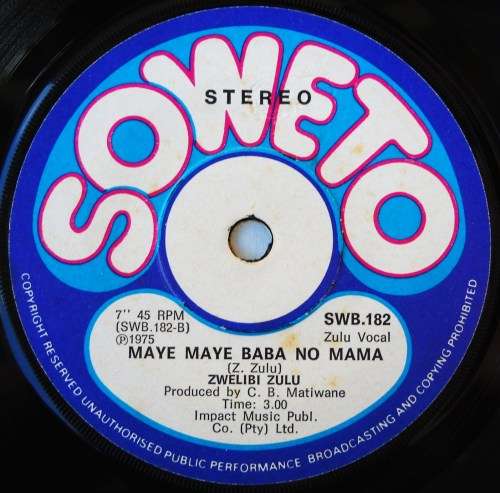 SOWETO
STEREO
7" 45 RPM
(SWB.182-B)
Ⓟ1975
SWB.182
Zulu Vocal
MAYE MAYE BABA NO MAMA
(Z. Zulu)
ZWELIBI ZULU
Produced by C. B. Matiwane
Time: 3.00
Impact Music Publ.
Co. (Pty) Ltd.
COPYRIGHT RESERVED UNAUTHORISED PUBLIC PERFORMANCE BROADCASTING AND COPYING PROHIBITED